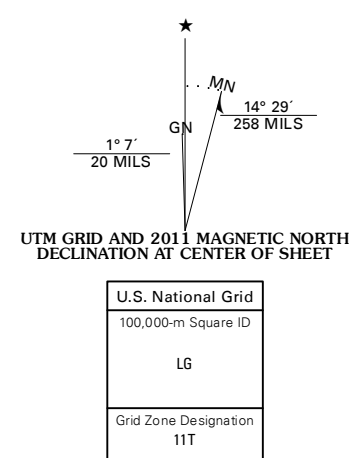 ★
MN
14° 29´
258 MILS
GN
1° 7´
20 MILS
UTM GRID AND 2011 MAGNETIC NORTH
DECLINATION AT CENTER OF SHEET
U.S. National Grid
100,000-m Square ID
LG
Grid Zone Designation
11T